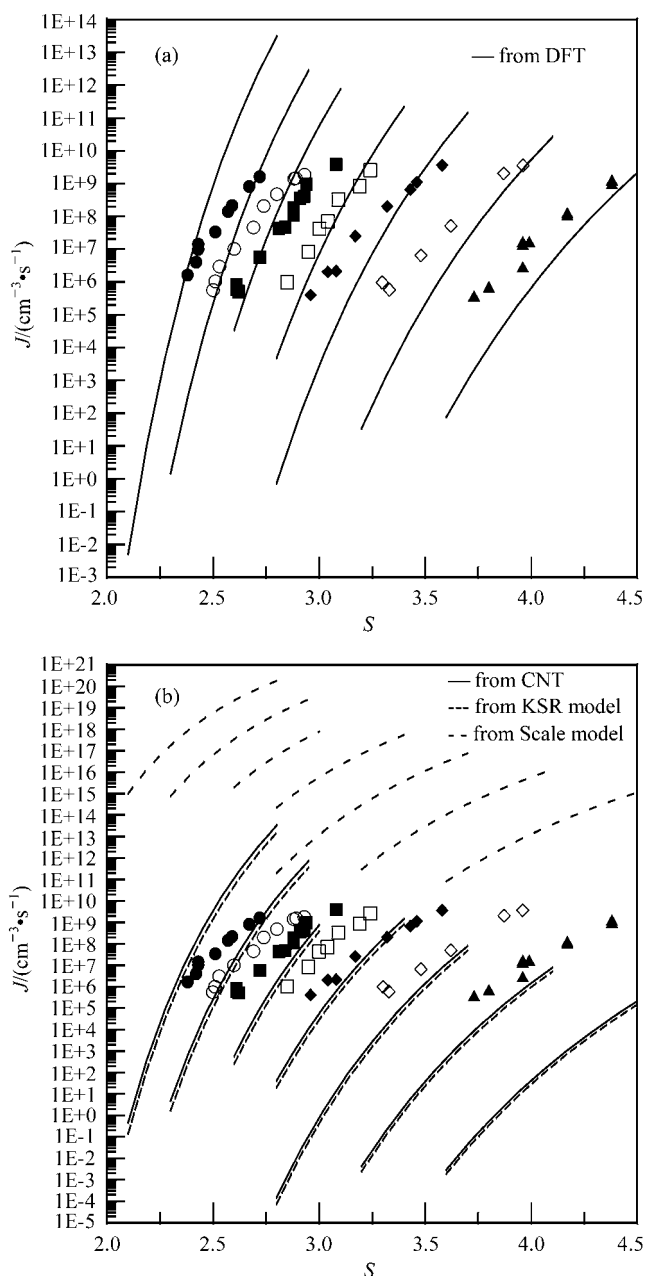 1E+14
(a)
— from DFT
1E+13
1E+12
1E+11
1E+10
1E+9
1E+8
1E+7
1E+6
1E+5
1E+4
1E+3
1E+2
1E+1
1E+0
1E-1
1E-2
1E-3
J/(cm⁻³•s⁻¹)
2.0 2.5 3.0 3.5 4.0 4.5
S
1E+21
(b)
from CNT
from KSR model
from Scale model
1E+20
1E+19
1E+18
1E+17
1E+16
1E+15
1E+14
1E+13
1E+12
1E+11
1E+10
1E+9
1E+8
1E+7
1E+6
1E+5
1E+4
1E+3
1E+2
1E+1
1E+0
1E-1
1E-2
1E-3
1E-4
1E-5
J/(cm⁻³•s⁻¹)
2.0 2.5 3.0 3.5 4.0 4.5
S